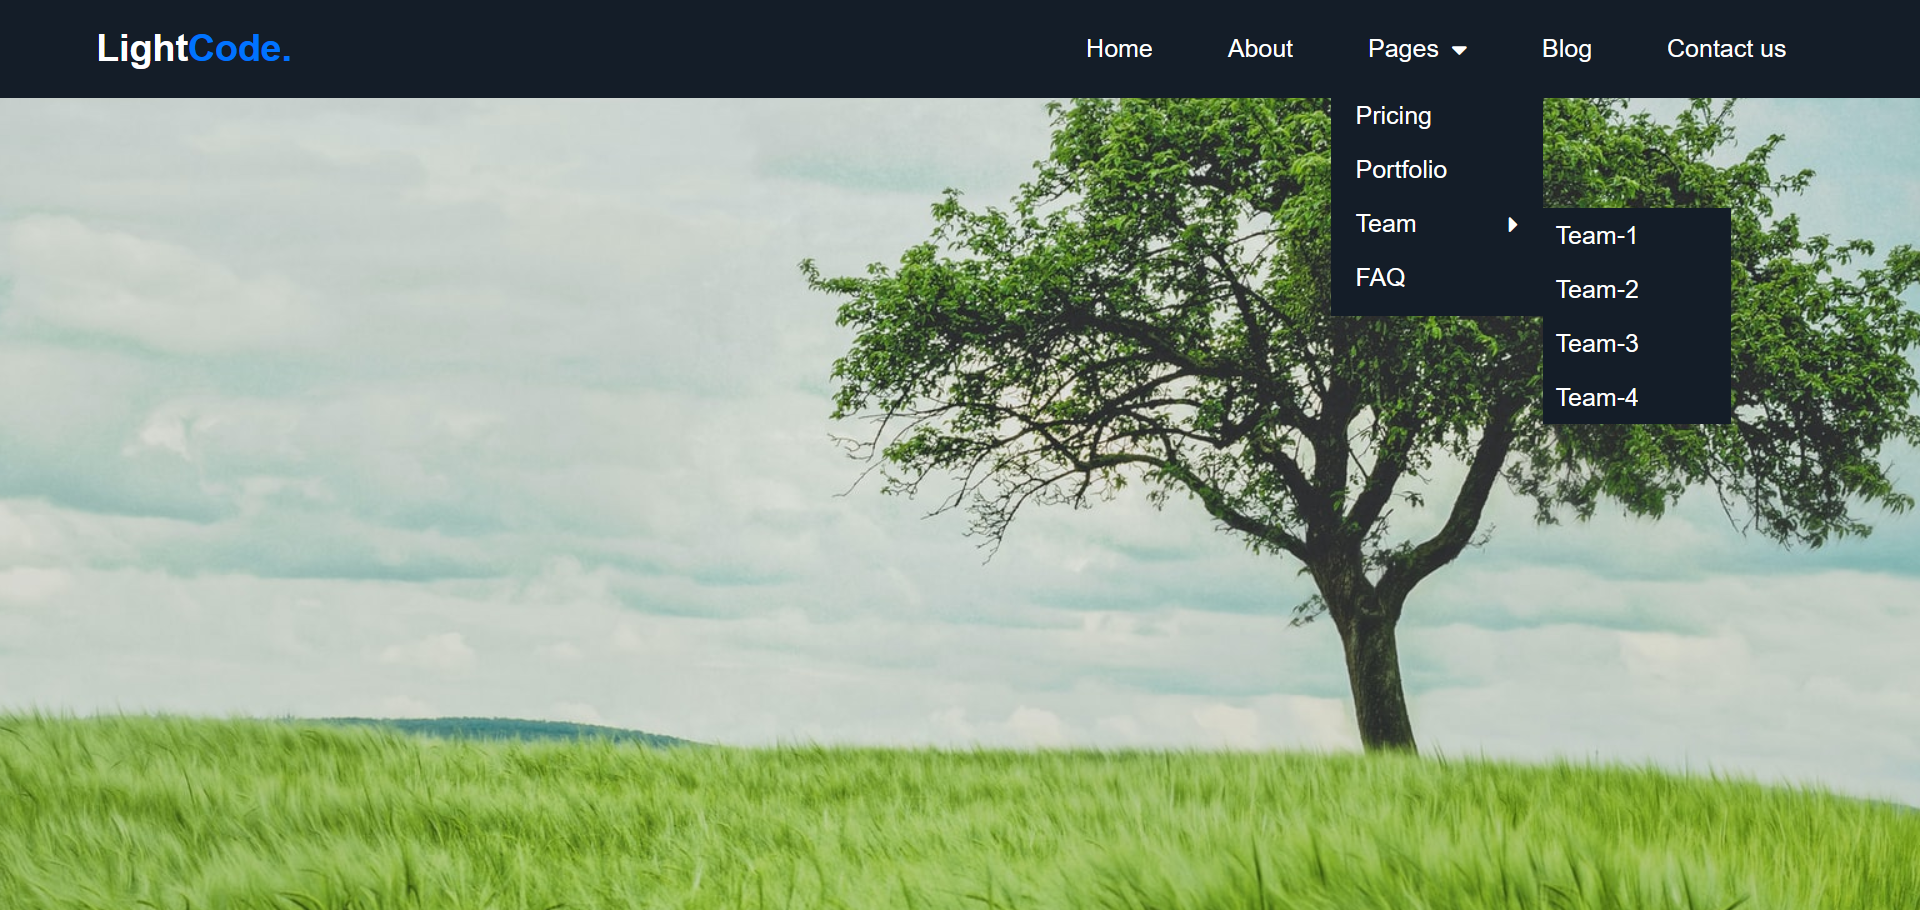 LightCode.
Home About Pages Blog Contact us
Pricing
Portfolio
Team
FAQ
Team-1
Team-2
Team-3
Team-4